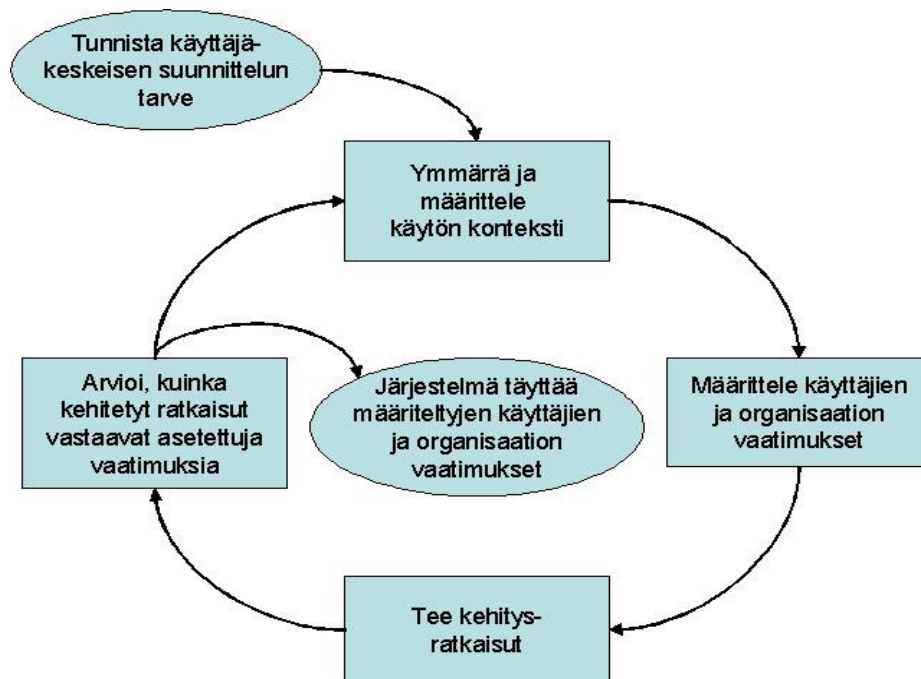 Tunnista käyttäjä-
keskeisen suunnittelun
tarve
Ymmärrä ja
määrittele
käytön konteksti
Arvioi, kuinka
kehitetyt ratkaisut
vastaavat asetettuja
vaatimuksia
Järjestelmä täyttää
määriteltyjen käyttäjien
ja organisaation
vaatimukset
Määrittele käyttäjien
ja organisaation
vaatimukset
Tee kehitys-
ratkaisut